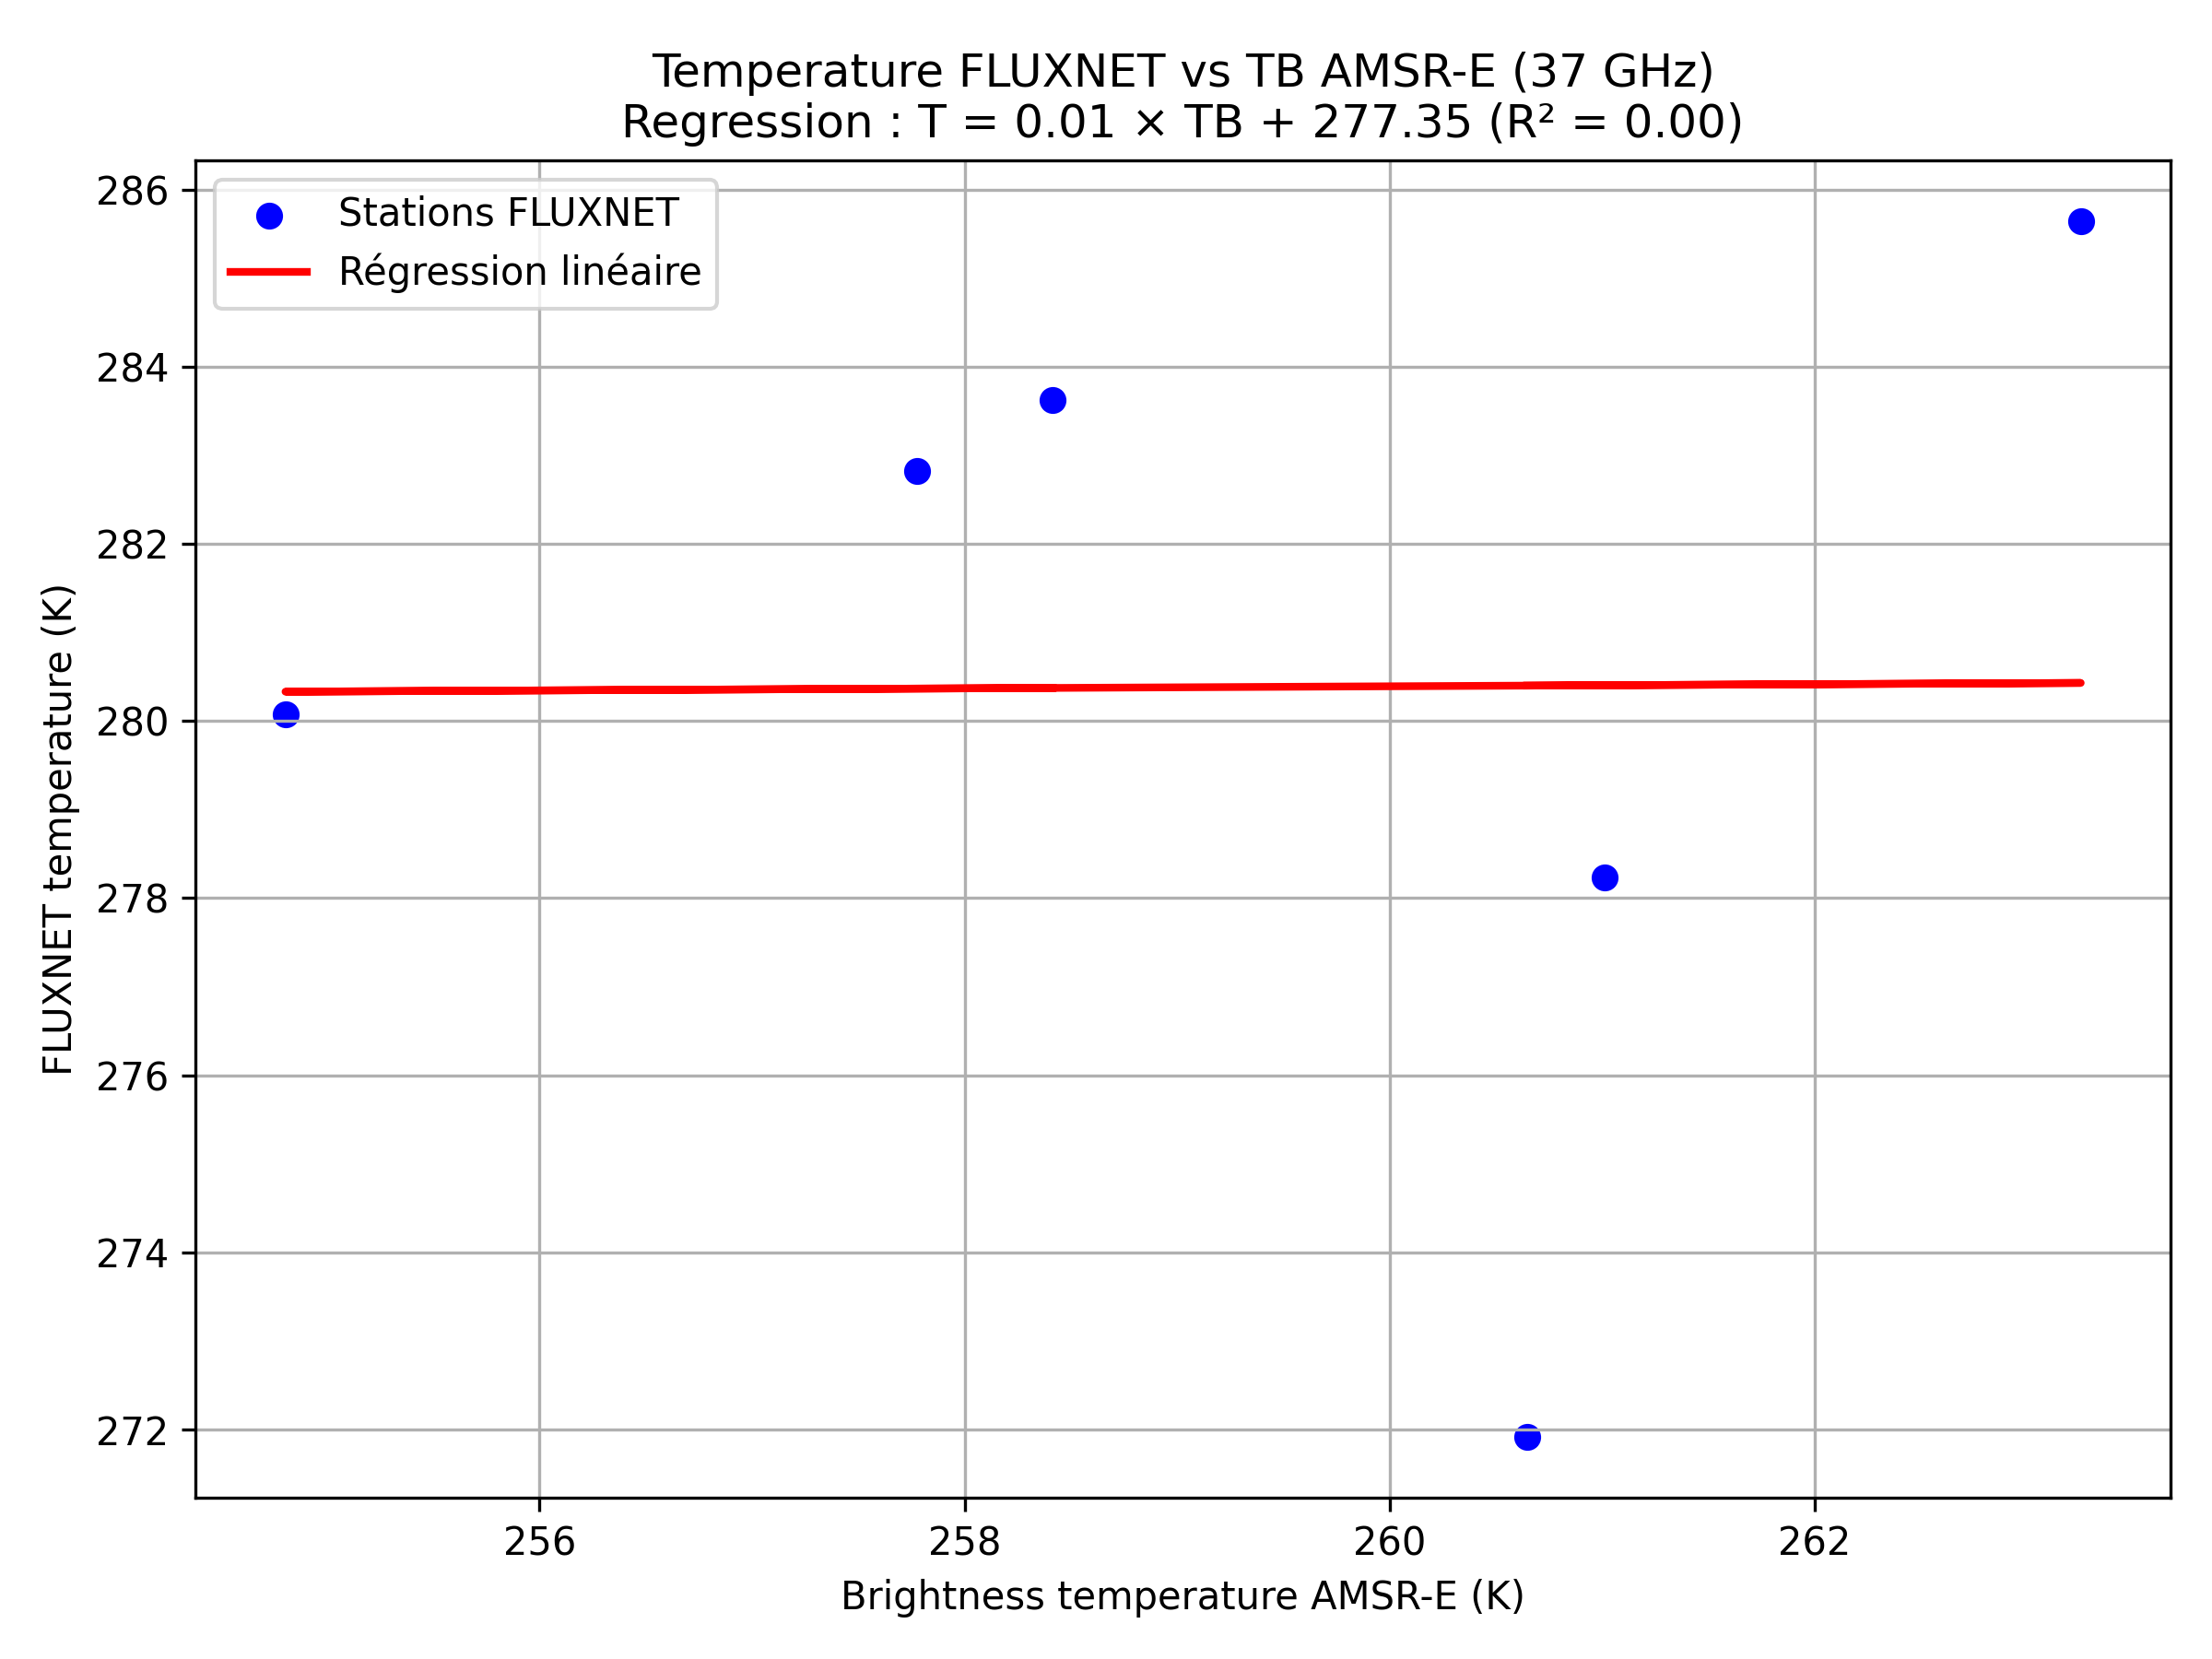 Temperature FLUXNET vs TB AMSR-E (37 GHz)
Regression : T = 0.01 × TB + 277.35 (R² = 0.00)
Stations FLUXNET
Régression linéaire
286
284
282
280
278
276
274
272
FLUXNET temperature (K)
256 258 260 262
Brightness temperature AMSR-E (K)